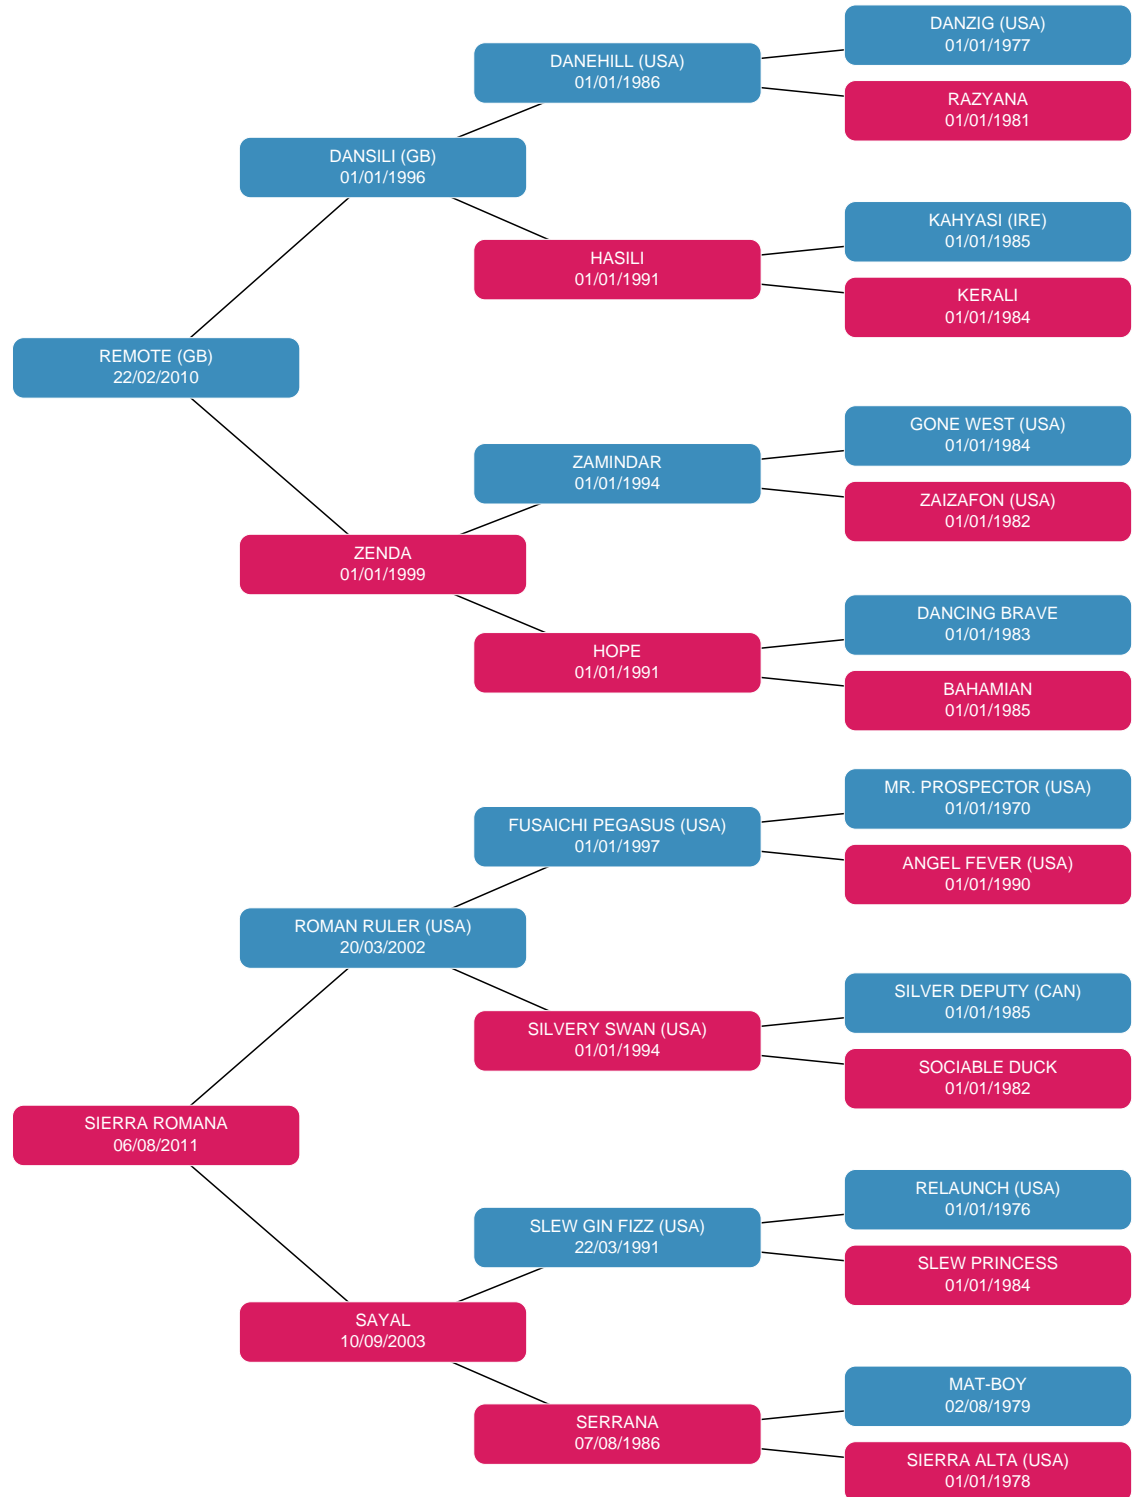 DANZIG (USA)
01/01/1977
DANEHILL (USA)
01/01/1986
RAZYANA
01/01/1981
DANSILI (GB)
01/01/1996
KAHYASI (IRE)
01/01/1985
HASILI
01/01/1991
KERALI
01/01/1984
REMOTE (GB)
22/02/2010
GONE WEST (USA)
01/01/1984
ZAMINDAR
01/01/1994
ZAIZAFON (USA)
01/01/1982
ZENDA
01/01/1999
DANCING BRAVE
01/01/1983
HOPE
01/01/1991
BAHAMIAN
01/01/1985
MR. PROSPECTOR (USA)
01/01/1970
FUSAICHI PEGASUS (USA)
01/01/1997
ANGEL FEVER (USA)
01/01/1990
ROMAN RULER (USA)
20/03/2002
SILVER DEPUTY (CAN)
01/01/1985
SILVERY SWAN (USA)
01/01/1994
SOCIABLE DUCK
01/01/1982
SIERRA ROMANA
06/08/2011
RELAUNCH (USA)
01/01/1976
SLEW GIN FIZZ (USA)
22/03/1991
SLEW PRINCESS
01/01/1984
SAYAL
10/09/2003
MAT-BOY
02/08/1979
SERRANA
07/08/1986
SIERRA ALTA (USA)
01/01/1978